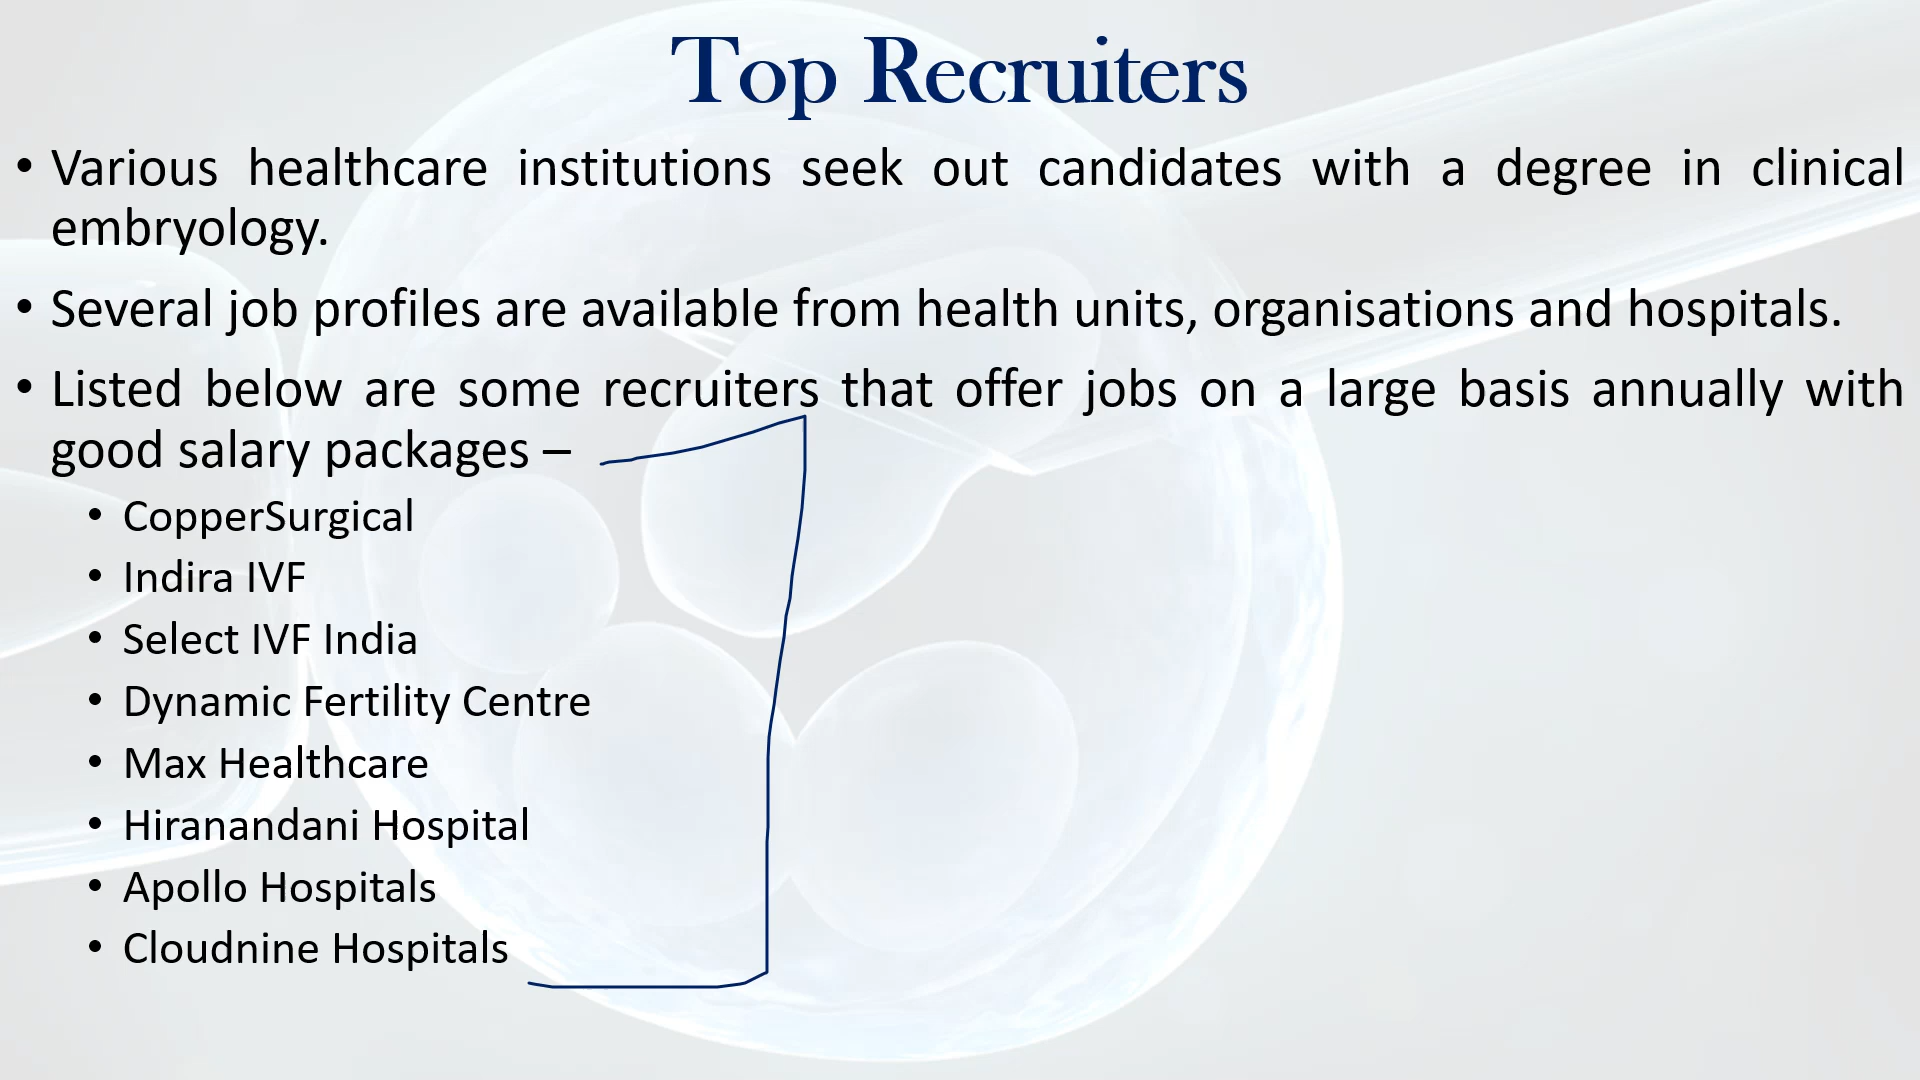 Top Recruiters
• Various healthcare institutions seek out candidates with a degree in clinical
embryology.
• Several job profiles are available from health units, organisations and hospitals.
• Listed below are some recruiters that offer jobs on a large basis annually with
good salary packages –
• CopperSurgical
• Indira IVF
• Select IVF India
• Dynamic Fertility Centre
• Max Healthcare
• Hiranandani Hospital
• Apollo Hospitals
• Cloudnine Hospitals